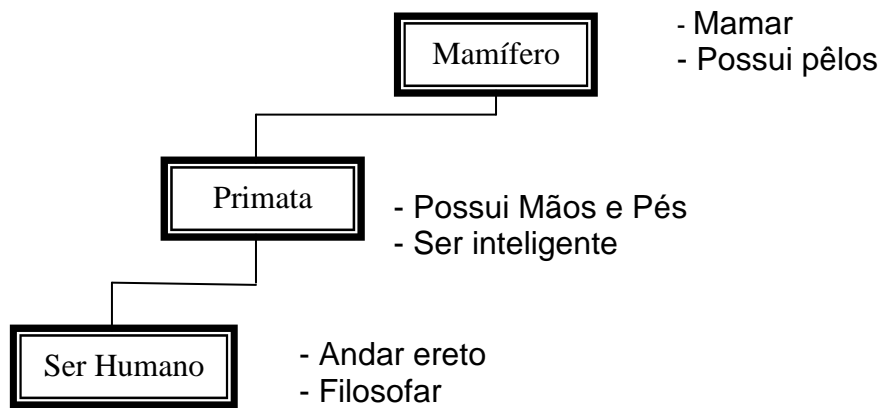 Mamífero
- Mamar
- Possui pêlos
Primata
- Possui Mãos e Pés
- Ser inteligente
Ser Humano
- Andar ereto
- Filosofar